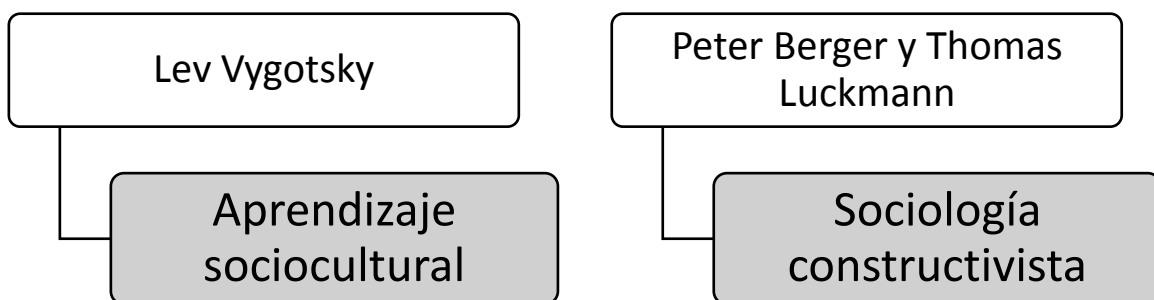 Lev Vygotsky
Aprendizaje
sociocultural
Peter Berger y Thomas
Luckmann
Sociología
constructivista